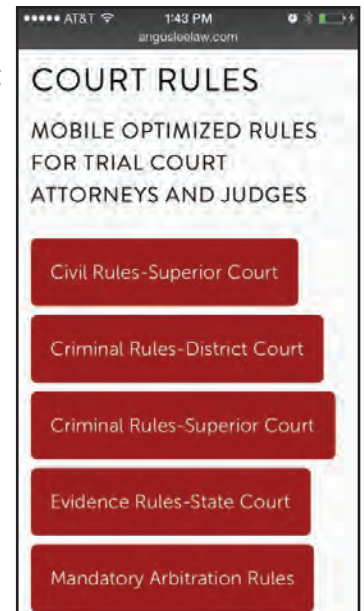 AT&T 1:43 PM
angusleelaw.com
COURT RULES
MOBILE OPTIMIZED RULES
FOR TRIAL COURT
ATTORNEYS AND JUDGES
Civil Rules-Superior Court
Criminal Rules-District Court
Criminal Rules-Superior Court
Evidence Rules-State Court
Mandatory Arbitration Rules